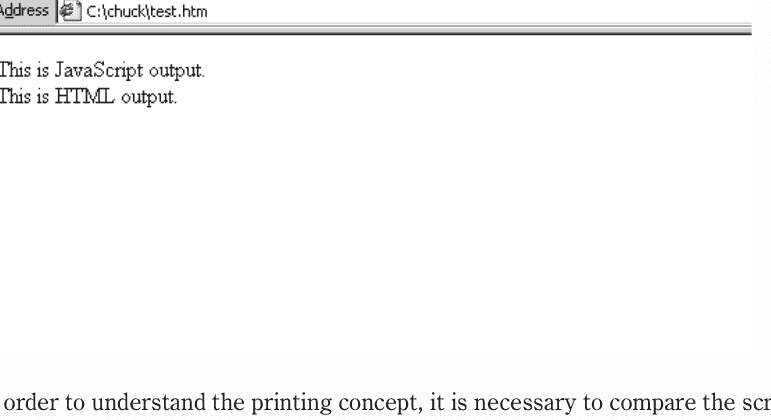 Address C:\chuck\test.htm
This is JavaScript output.
This is HTML output.
order to understand the printing concept, it is necessary to compare the